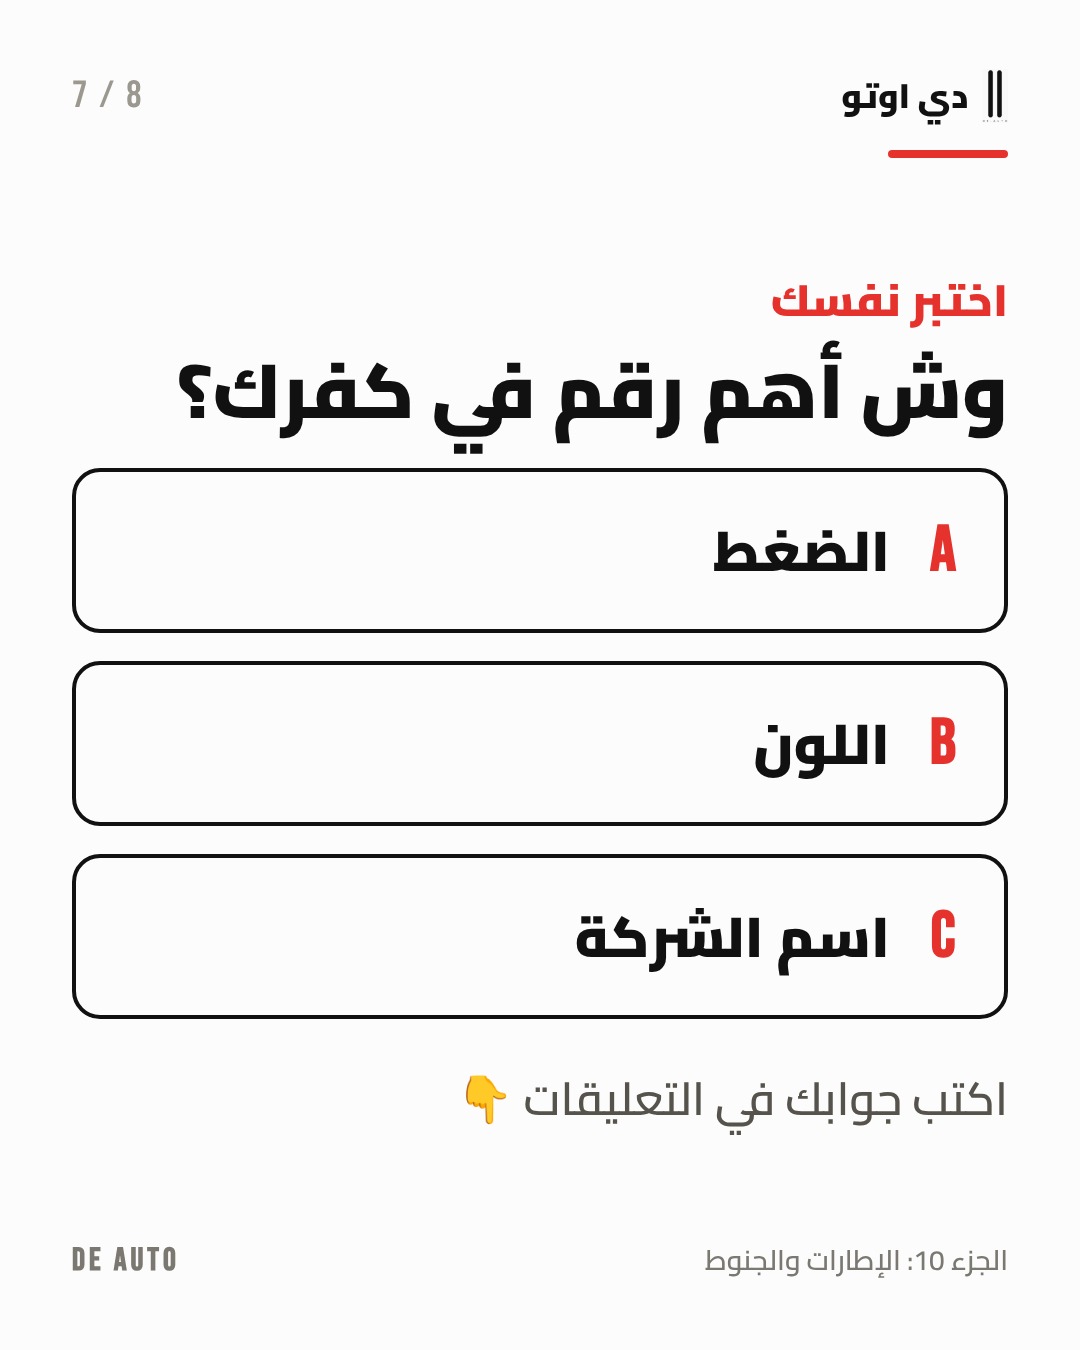 دي اوتو
7 / 8
اختبر نفسك
وش أهم رقم في كفرك؟
A الضغط
B اللون
C اسم الشركة
اكتب جوابك في التعليقات 👇
الجزء 10: الإطارات والجنوط
DE AUTO